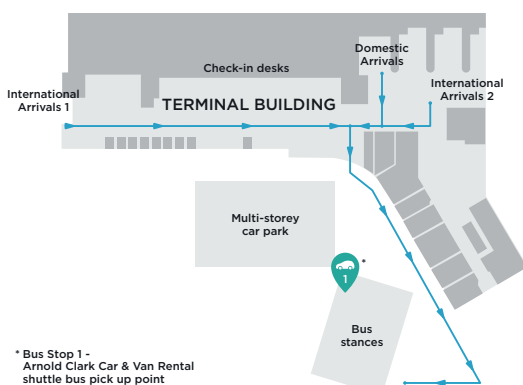 Domestic
Arrivals
Check-in desks
International
Arrivals 1
International
Arrivals 2
TERMINAL BUILDING
Multi-storey
car park
*
1
Bus
stances
* Bus Stop 1 -
Arnold Clark Car & Van Rental
shuttle bus pick up point